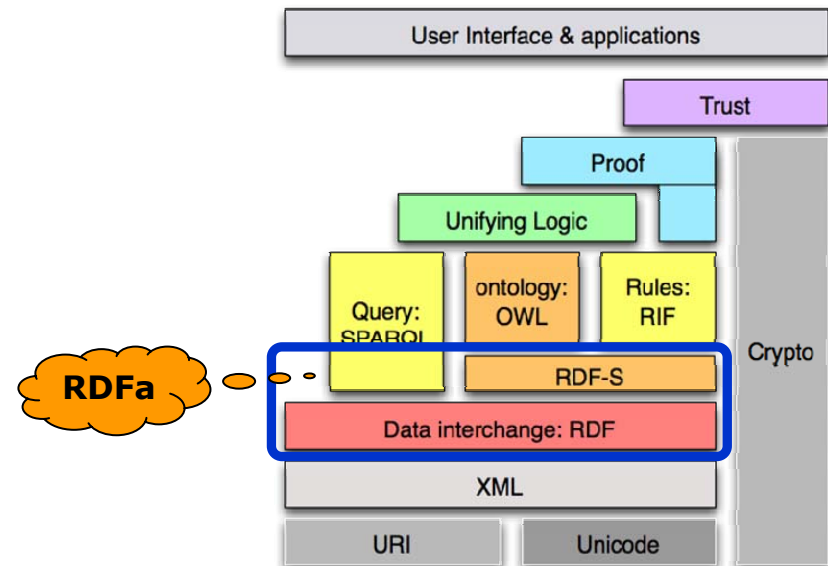 User Interface & applications
Trust
Proof
Unifying Logic
Query:
SPARQL
ontology:
OWL
Rules:
RIF
Crypto
RDFa
RDF-S
Data interchange: RDF
XML
URI
Unicode